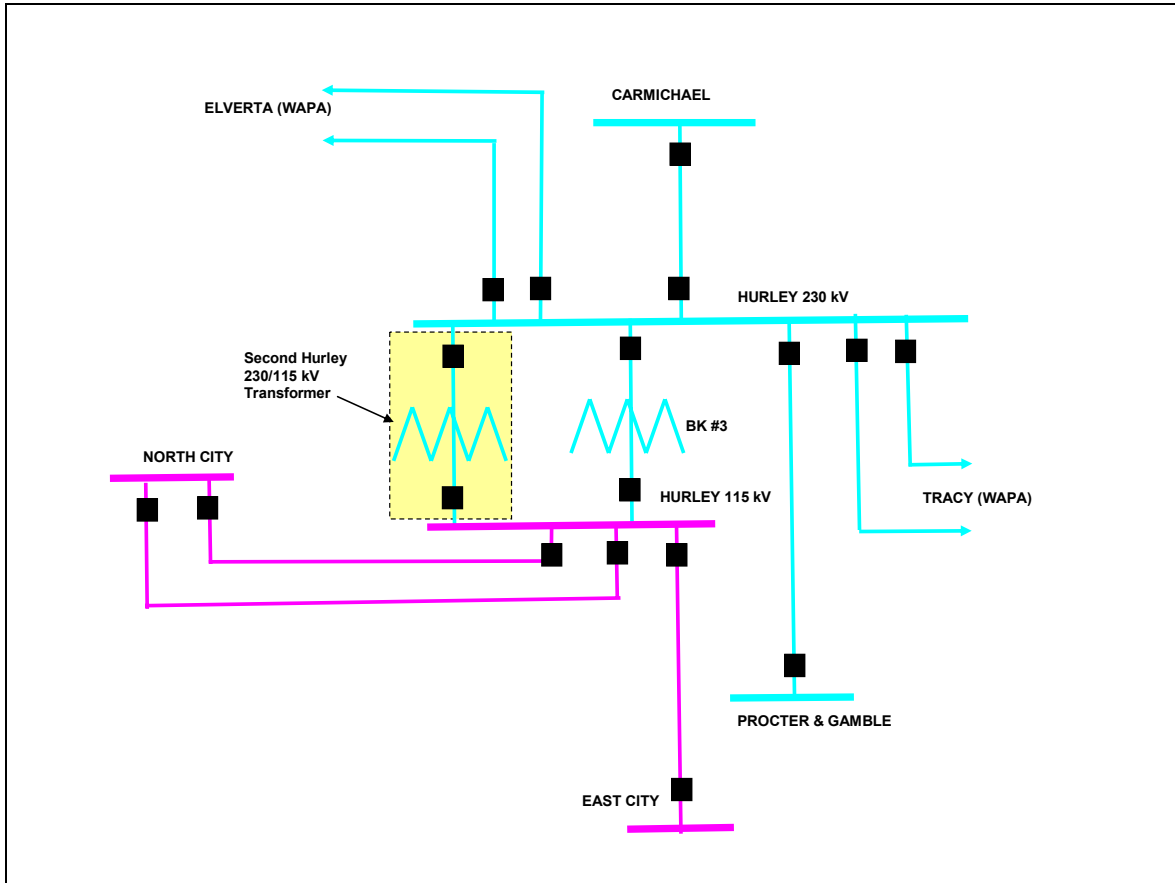 CARMICHAEL
ELVERTA (WAPA)
HURLEY 230 kV
Second Hurley
230/115 kV
Transformer
BK #3
NORTH CITY
HURLEY 115 kV
TRACY (WAPA)
PROCTER & GAMBLE
EAST CITY